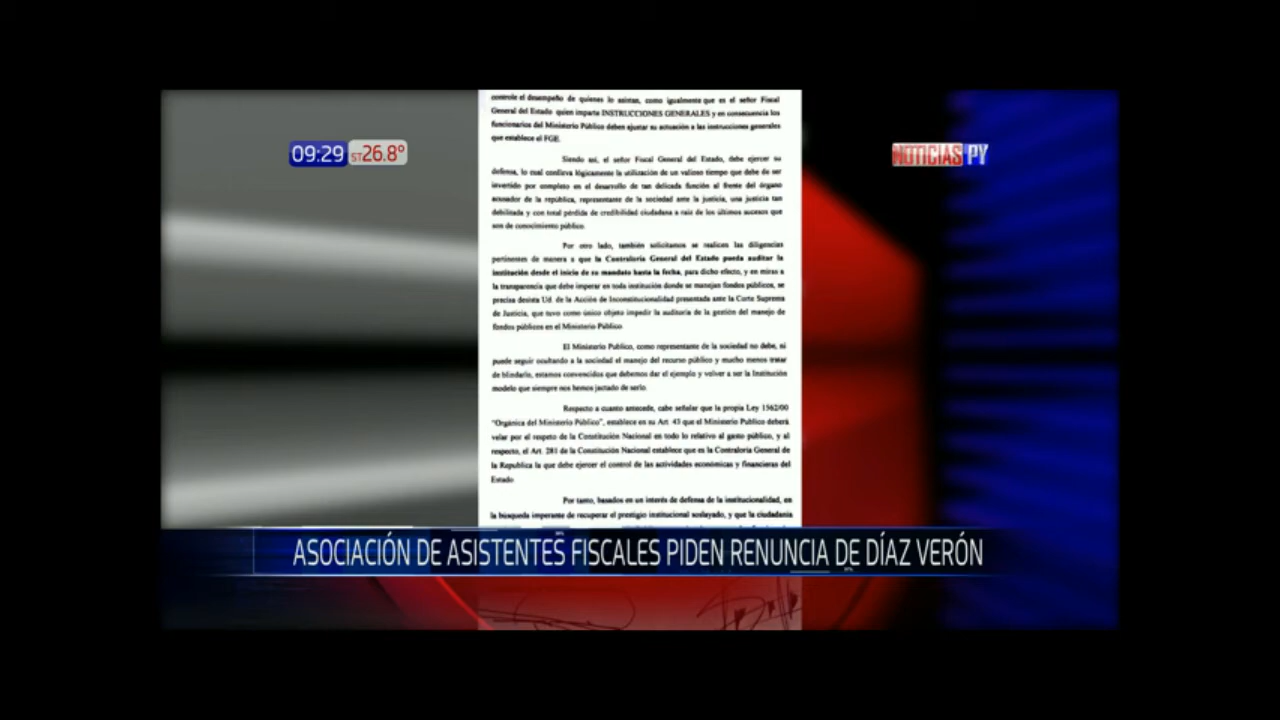 controle el desempeño de quienes lo asistan, como igualmente que es el señor Fiscal
General del Estado quien imparte INSTRUCCIONES GENERALES y en consecuencia los
funcionarios del Ministerio Público deben ajustar su actuación a las instrucciones generales
que establece el FGE.
09:29 ST 26.8°
NOTICIAS PY
Siendo así, el señor Fiscal General del Estado, debe ejercer su
defensa, lo cual conlleva lógicamente la utilización de un valioso tiempo que debe de ser
invertido por completo en el desarrollo de tan delicada función al frente del órgano
acusador de la república, representante de la sociedad ante la justicia, una justicia tan
debilitada y con total pérdida de credibilidad ciudadana a raíz de los últimos sucesos que
son de conocimiento público.
Por otro lado, también solicitamos se realicen las diligencias
pertinentes de manera a que la Contraloría General del Estado pueda auditar la
institución desde el inicio de su mandato hasta la fecha, para dicho efecto, y en miras a
la transparencia que debe imperar en toda institución donde se manejan fondos públicos, se
precisa desista Ud. de la Acción de Inconstitucionalidad presentada ante la Corte Suprema
de Justicia, que tuvo como único objeto impedir la auditoria de la gestión del manejo de
fondos públicos en el Ministerio Público
El Ministerio Publico, como representante de la sociedad no debe, ni
puede seguir ocultando a la sociedad el manejo del recurso público y mucho menos tratar
de blindarlo, estamos convencidos que debemos dar el ejemplo y volver a ser la Institución
modelo que siempre nos hemos jactado de serlo.
Respecto a cuanto antecede, cabe señalar que la propia Ley 1562/00
"Orgánica del Ministerio Público", establece en su Art. 43 que el Ministerio Publico deberá
velar por el respeto de la Constitución Nacional en todo lo relativo al gasto público, y al
respecto, el Art. 281 de la Constitución Nacional establece que es la Contraloría General de
la Republica la que debe ejercer el control de las actividades económicas y financieras del
Estado
Por tanto, basados en un interés de defensa de la institucionalidad, en
la búsqueda imperante de recuperar el prestigio institucional soslayado, y que la ciudadanía
ASOCIACIÓN DE ASISTENTES FISCALES PIDEN RENUNCIA DE DÍAZ VERÓN